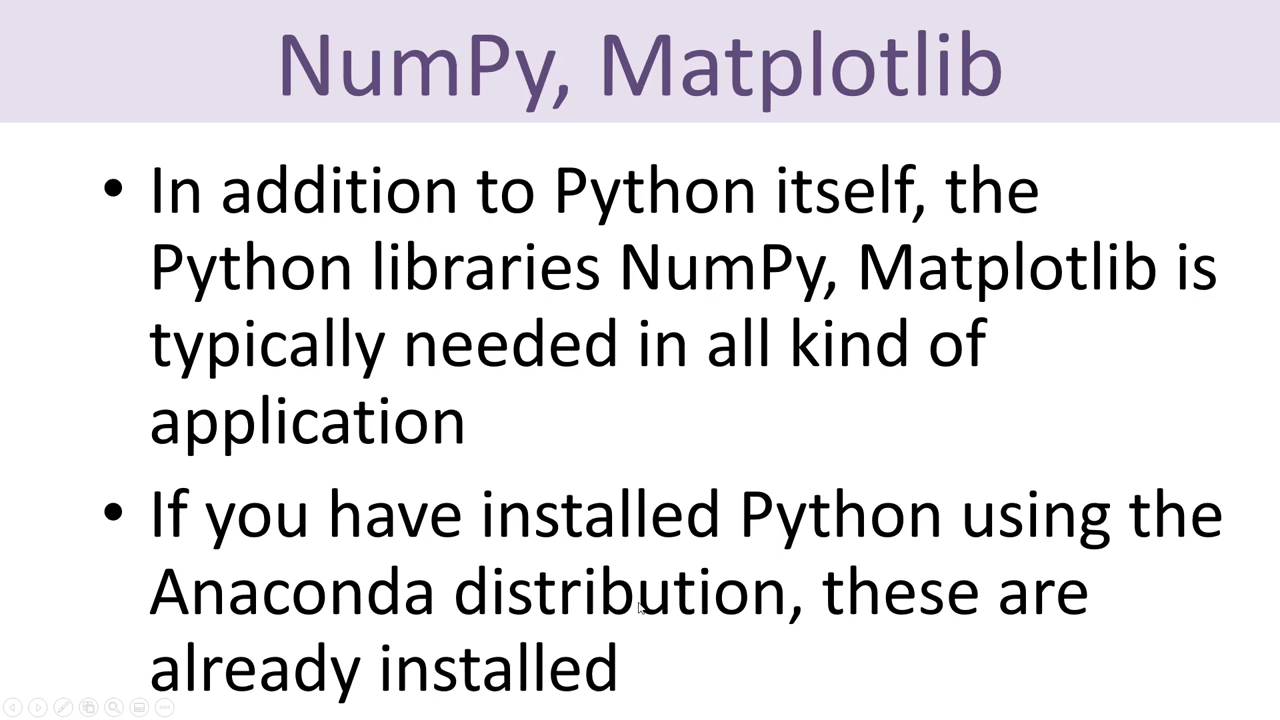 NumPy, Matplotlib
• In addition to Python itself, the
Python libraries NumPy, Matplotlib is
typically needed in all kind of
application
• If you have installed Python using the
Anaconda distribution, these are
already installed